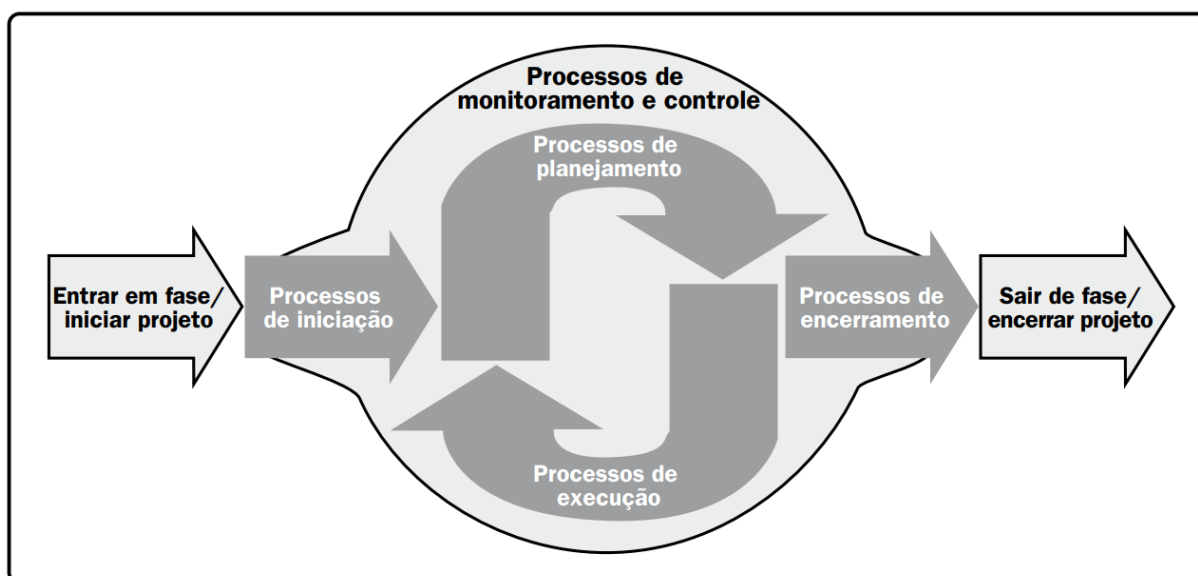 Processos de
monitoramento e controle
Processos de
planejamento
Entrar em fase/
iniciar projeto
Processos
de iniciação
Processos de
encerramento
Sair de fase/
encerrar projeto
Processos de
execução